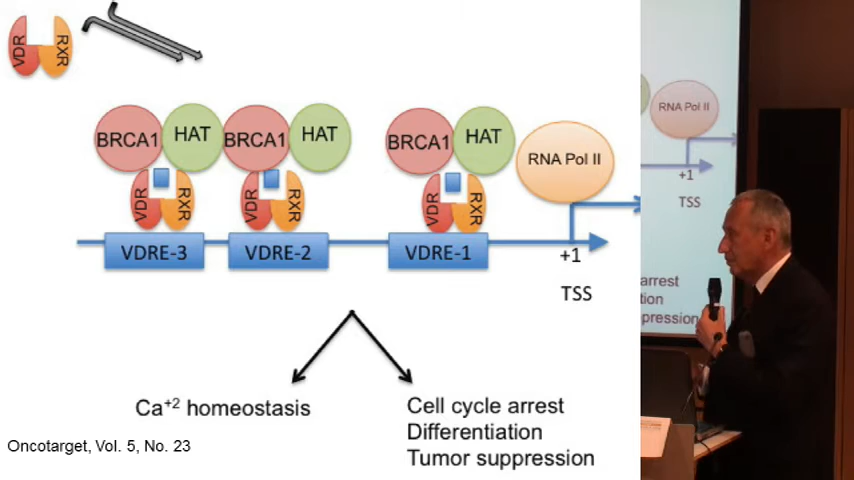 VDR RXR
BRCA1 HAT BRCA1 HAT BRCA1 HAT
RNA Pol II
VDR RXR VDR RXR VDR RXR
VDRE-3 VDRE-2 VDRE-1
+1
TSS
Ca+2 homeostasis
Cell cycle arrest
Differentiation
Tumor suppression
Oncotarget, Vol. 5, No. 23
RNA Pol II
+1
TSS
arrest
tion
pression